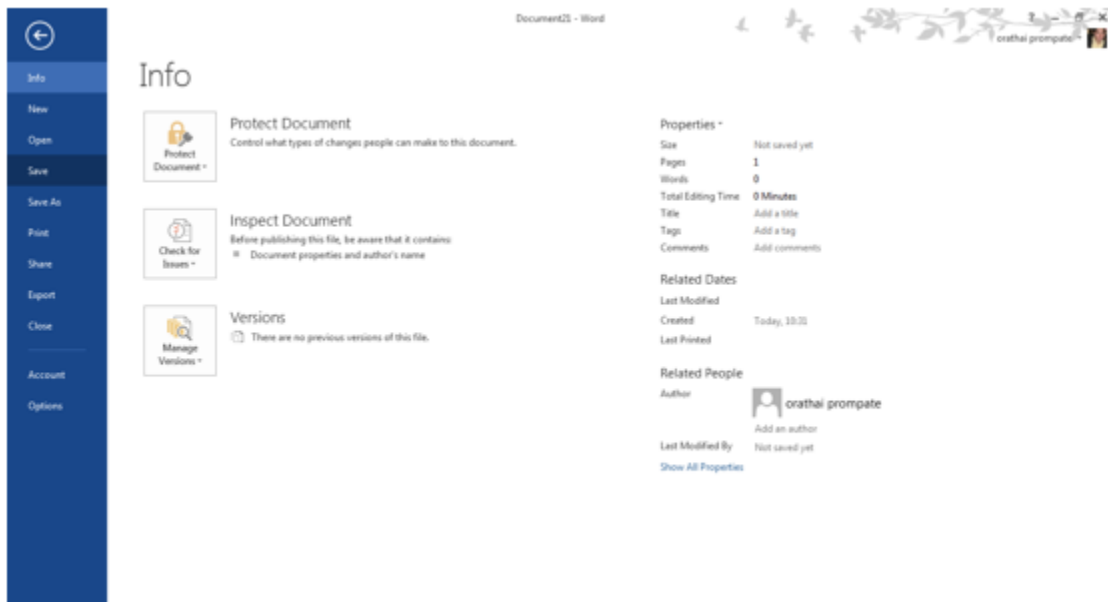 Document21 - Word
?
orathai prompate
Info
New
Open
Save
Save As
Print
Share
Export
Close
Account
Options
Info
Protect Document
Protect Document
Control what types of changes people can make to this document.
Check for Issues
Inspect Document
Before publishing this file, be aware that it contains:
Document properties and author's name
Manage Versions
Versions
There are no previous versions of this file.
Properties
Size Not saved yet
Pages 1
Words 0
Total Editing Time 0 Minutes
Title Add a title
Tags Add a tag
Comments Add comments
Related Dates
Last Modified
Created Today, 10:31
Last Printed
Related People
Author orathai prompate
Add an author
Last Modified By Not saved yet
Show All Properties